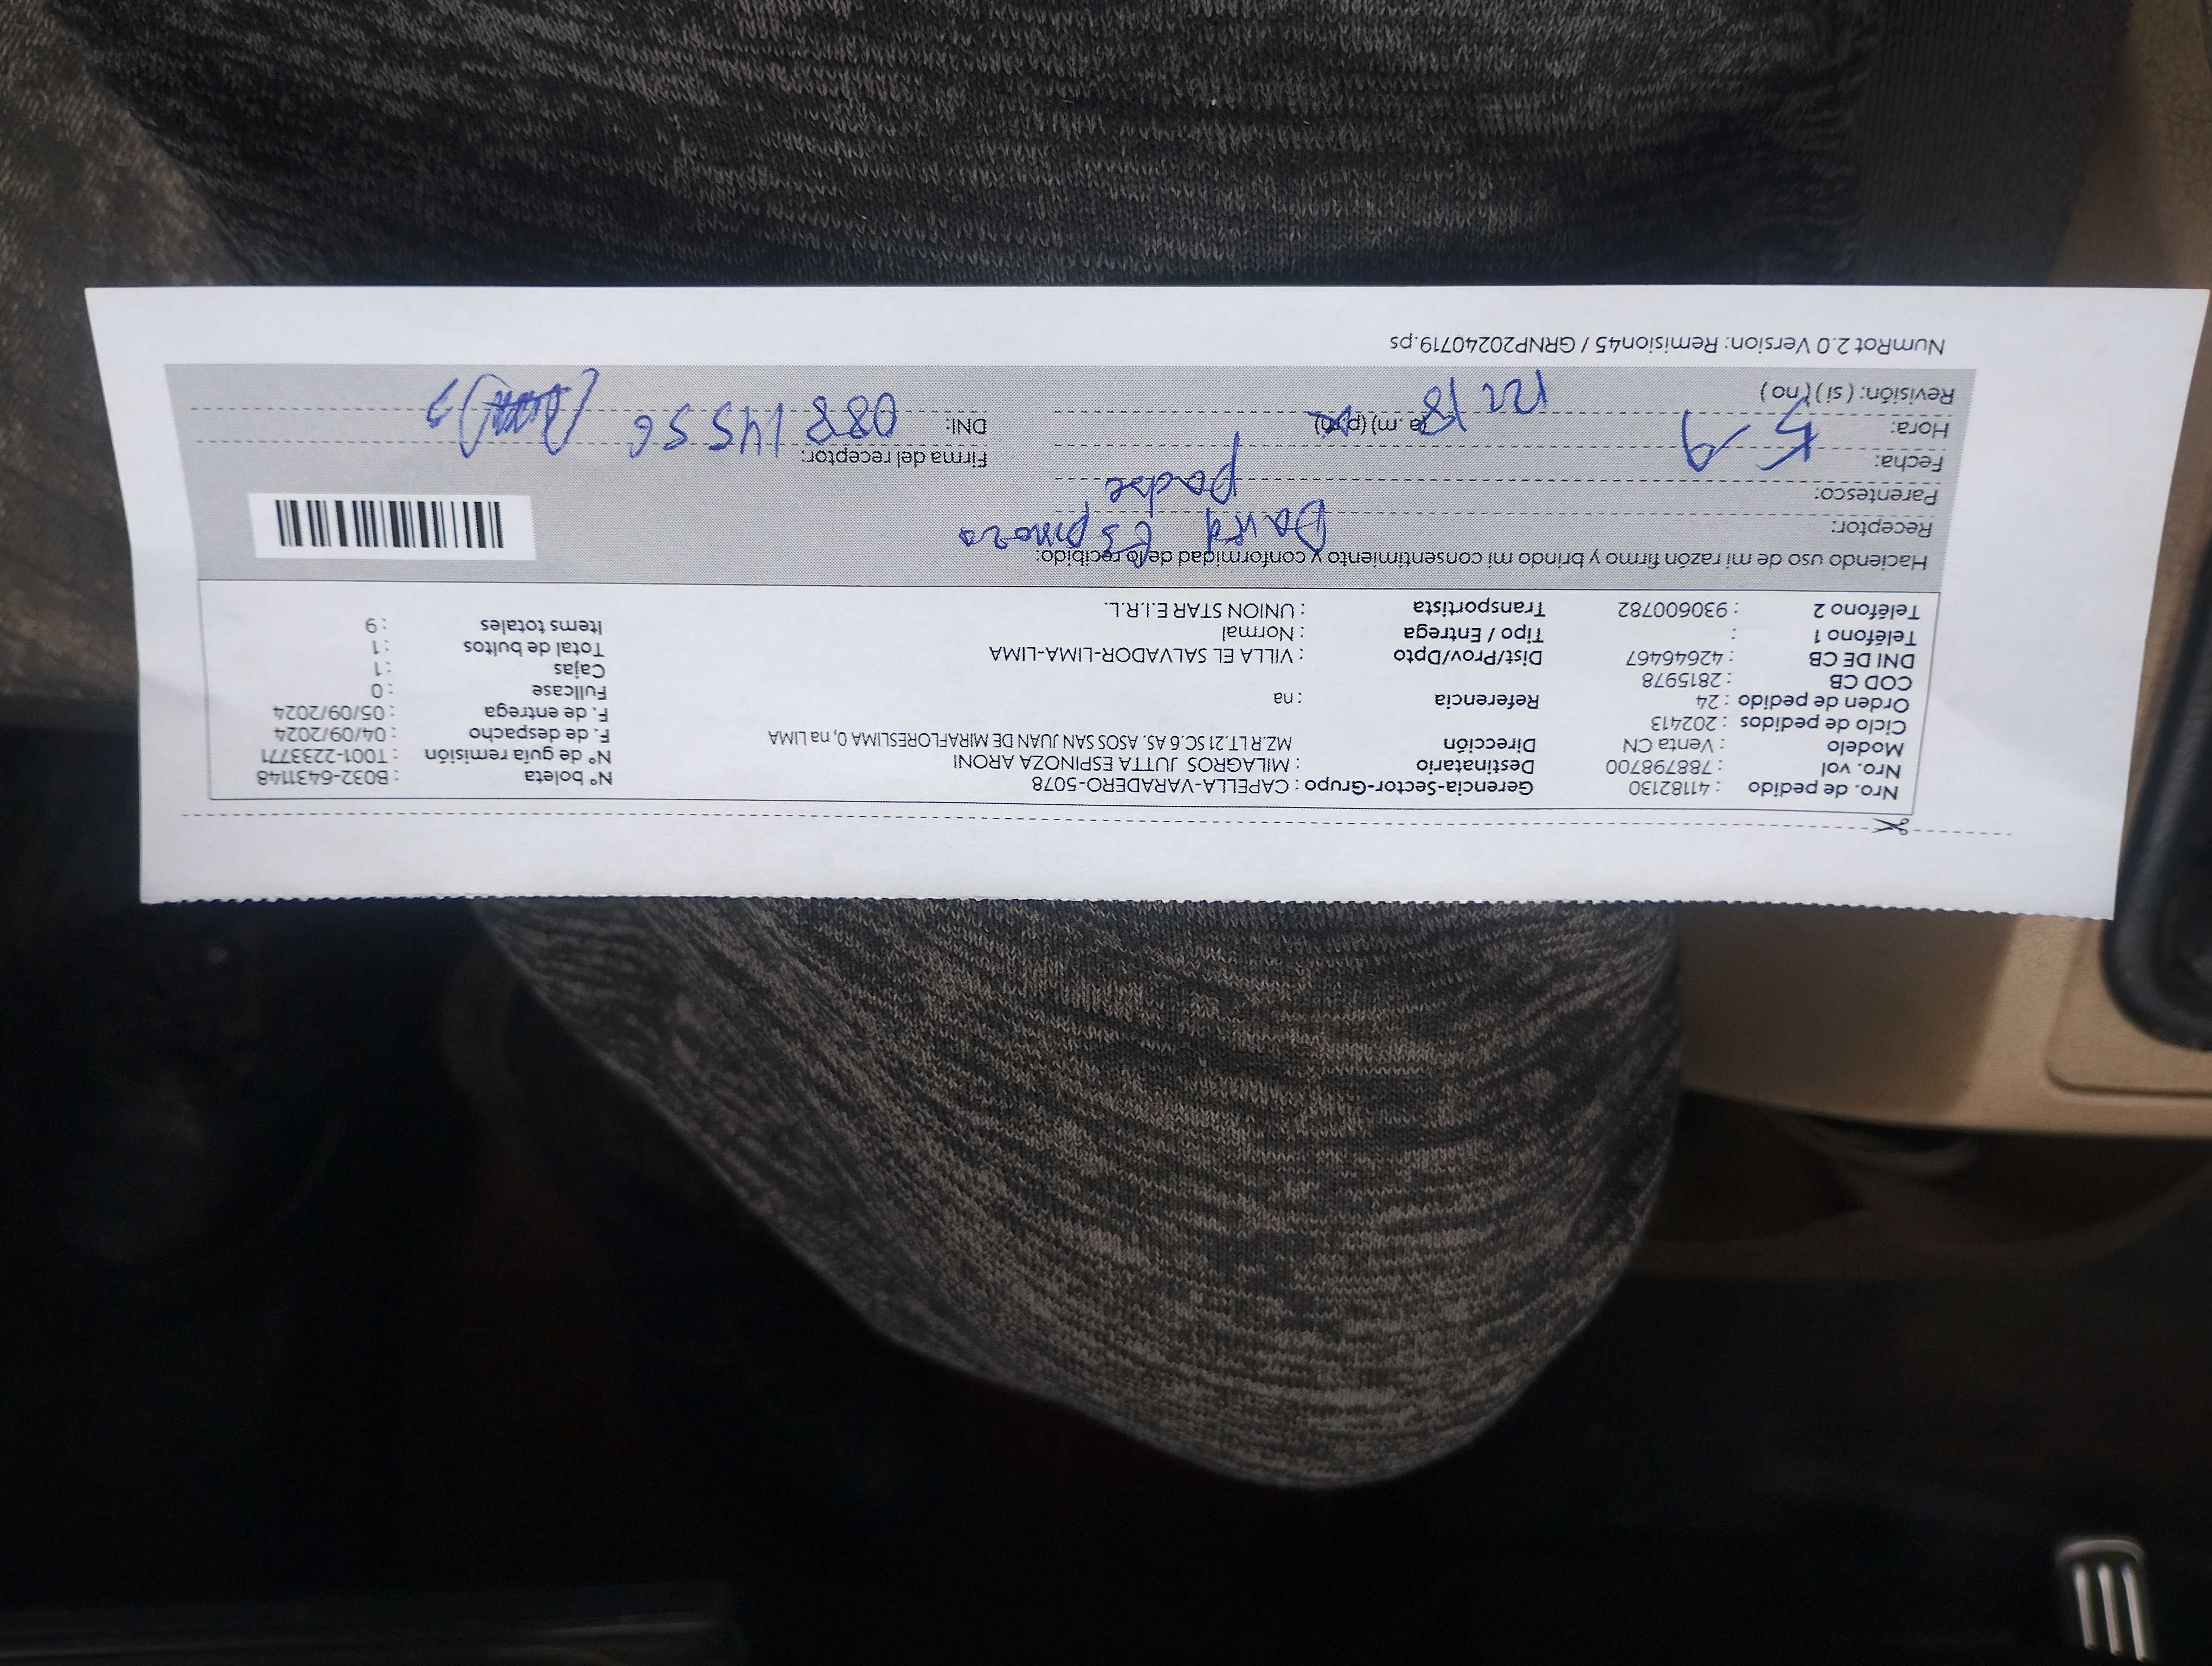 Nro. de pedido : 41182130 Gerencia-Sector-Grupo : CAPELLA-VARADERO-5078 N° boleta : B032-6431148
Nro. vol : 788798700 Destinatario : MILAGROS JUTTA ESPINOZA ARONI N° de guía remisión : T001-2233771
Modelo : Venta CN Dirección MZ.R LT.21 SC.6 AS. ASOS SAN JUAN DE MIRAFLORESLIMA 0, na LIMA F. de despacho : 04/09/2024
Ciclo de pedidos : 202413 F. de entrega : 05/09/2024
Orden de pedido : 24 Referencia : na Fullcase : 0
COD CB : 2815978 Cajas : 1
DNI DE CB : 42646467 Dist/Prov/Dpto : VILLA EL SALVADOR-LIMA-LIMA Total de bultos : 1
Teléfono 1 : Tipo / Entrega : Normal Items totales : 9
Teléfono 2 : 930600782 Transportista : UNION STAR E.I.R.L.
Haciendo uso de mi razón firmo y brindo mi consentimiento y conformidad de lo recibido:
Receptor: David Espinoza
Parentesco: padre
Fecha: 5 9 Firma del receptor:
Hora: 12 18 (a. m) (p. m) DNI: 08814556
Revisión: ( si ) ( no )
NumRot 2.0 Version: Remision45 / GRNP20240719.ps